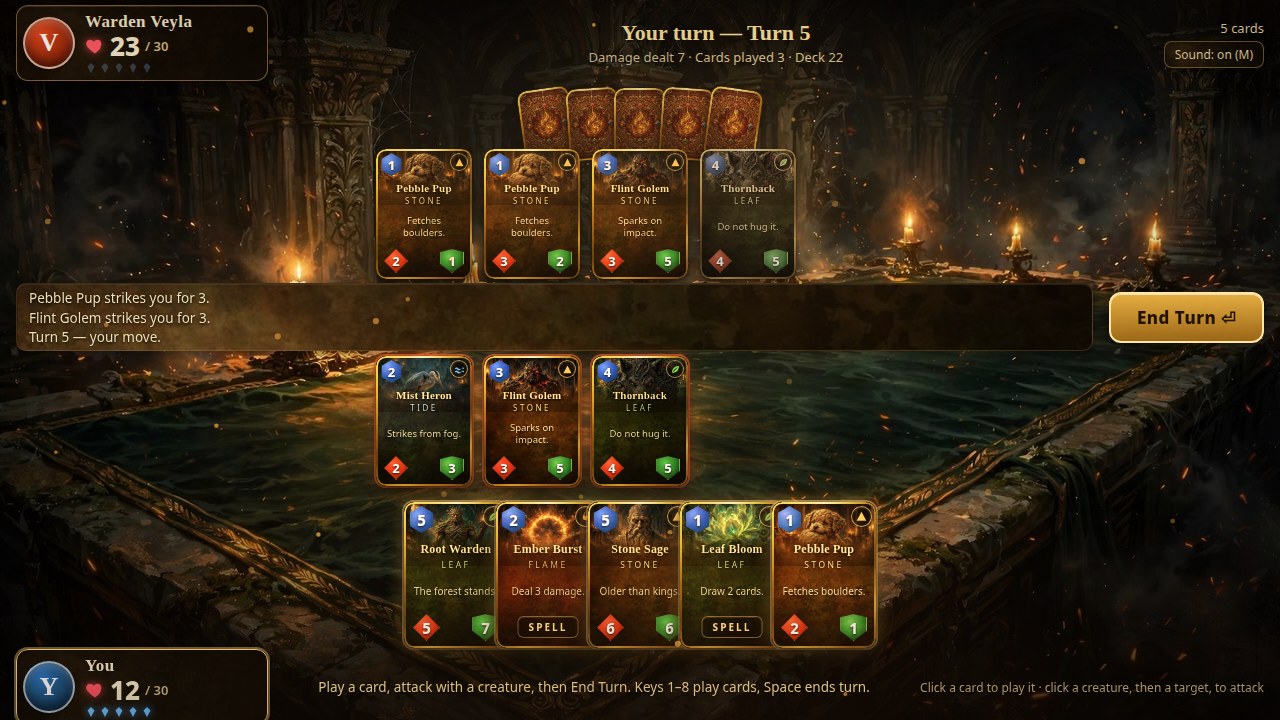 V
Warden Veyla
23 / 30
Your turn — Turn 5
Damage dealt 7 · Cards played 3 · Deck 22
5 cards
Sound: on (M)
1
Pebble Pup
STONE
Fetches
boulders.
2
1
1
Pebble Pup
STONE
Fetches
boulders.
3
2
3
Flint Golem
STONE
Sparks on
impact.
3
5
4
Thornback
LEAF
Do not hug it.
4
5
Pebble Pup strikes you for 3.
Flint Golem strikes you for 3.
Turn 5 — your move.
End Turn ⏎
2
Mist Heron
TIDE
Strikes from fog.
2
3
3
Flint Golem
STONE
Sparks on
impact.
3
5
4
Thornback
LEAF
Do not hug it.
4
5
5
Root Warden
LEAF
The forest stands
5
7
2
Ember Burst
FLAME
Deal 3 damage.
SPELL
5
Stone Sage
STONE
Older than kings
6
6
1
Leaf Bloom
LEAF
Draw 2 cards.
SPELL
1
Pebble Pup
STONE
Fetches boulders.
2
1
Y
You
12 / 30
Play a card, attack with a creature, then End Turn. Keys 1–8 play cards, Space ends turn.
Click a card to play it · click a creature, then a target, to attack